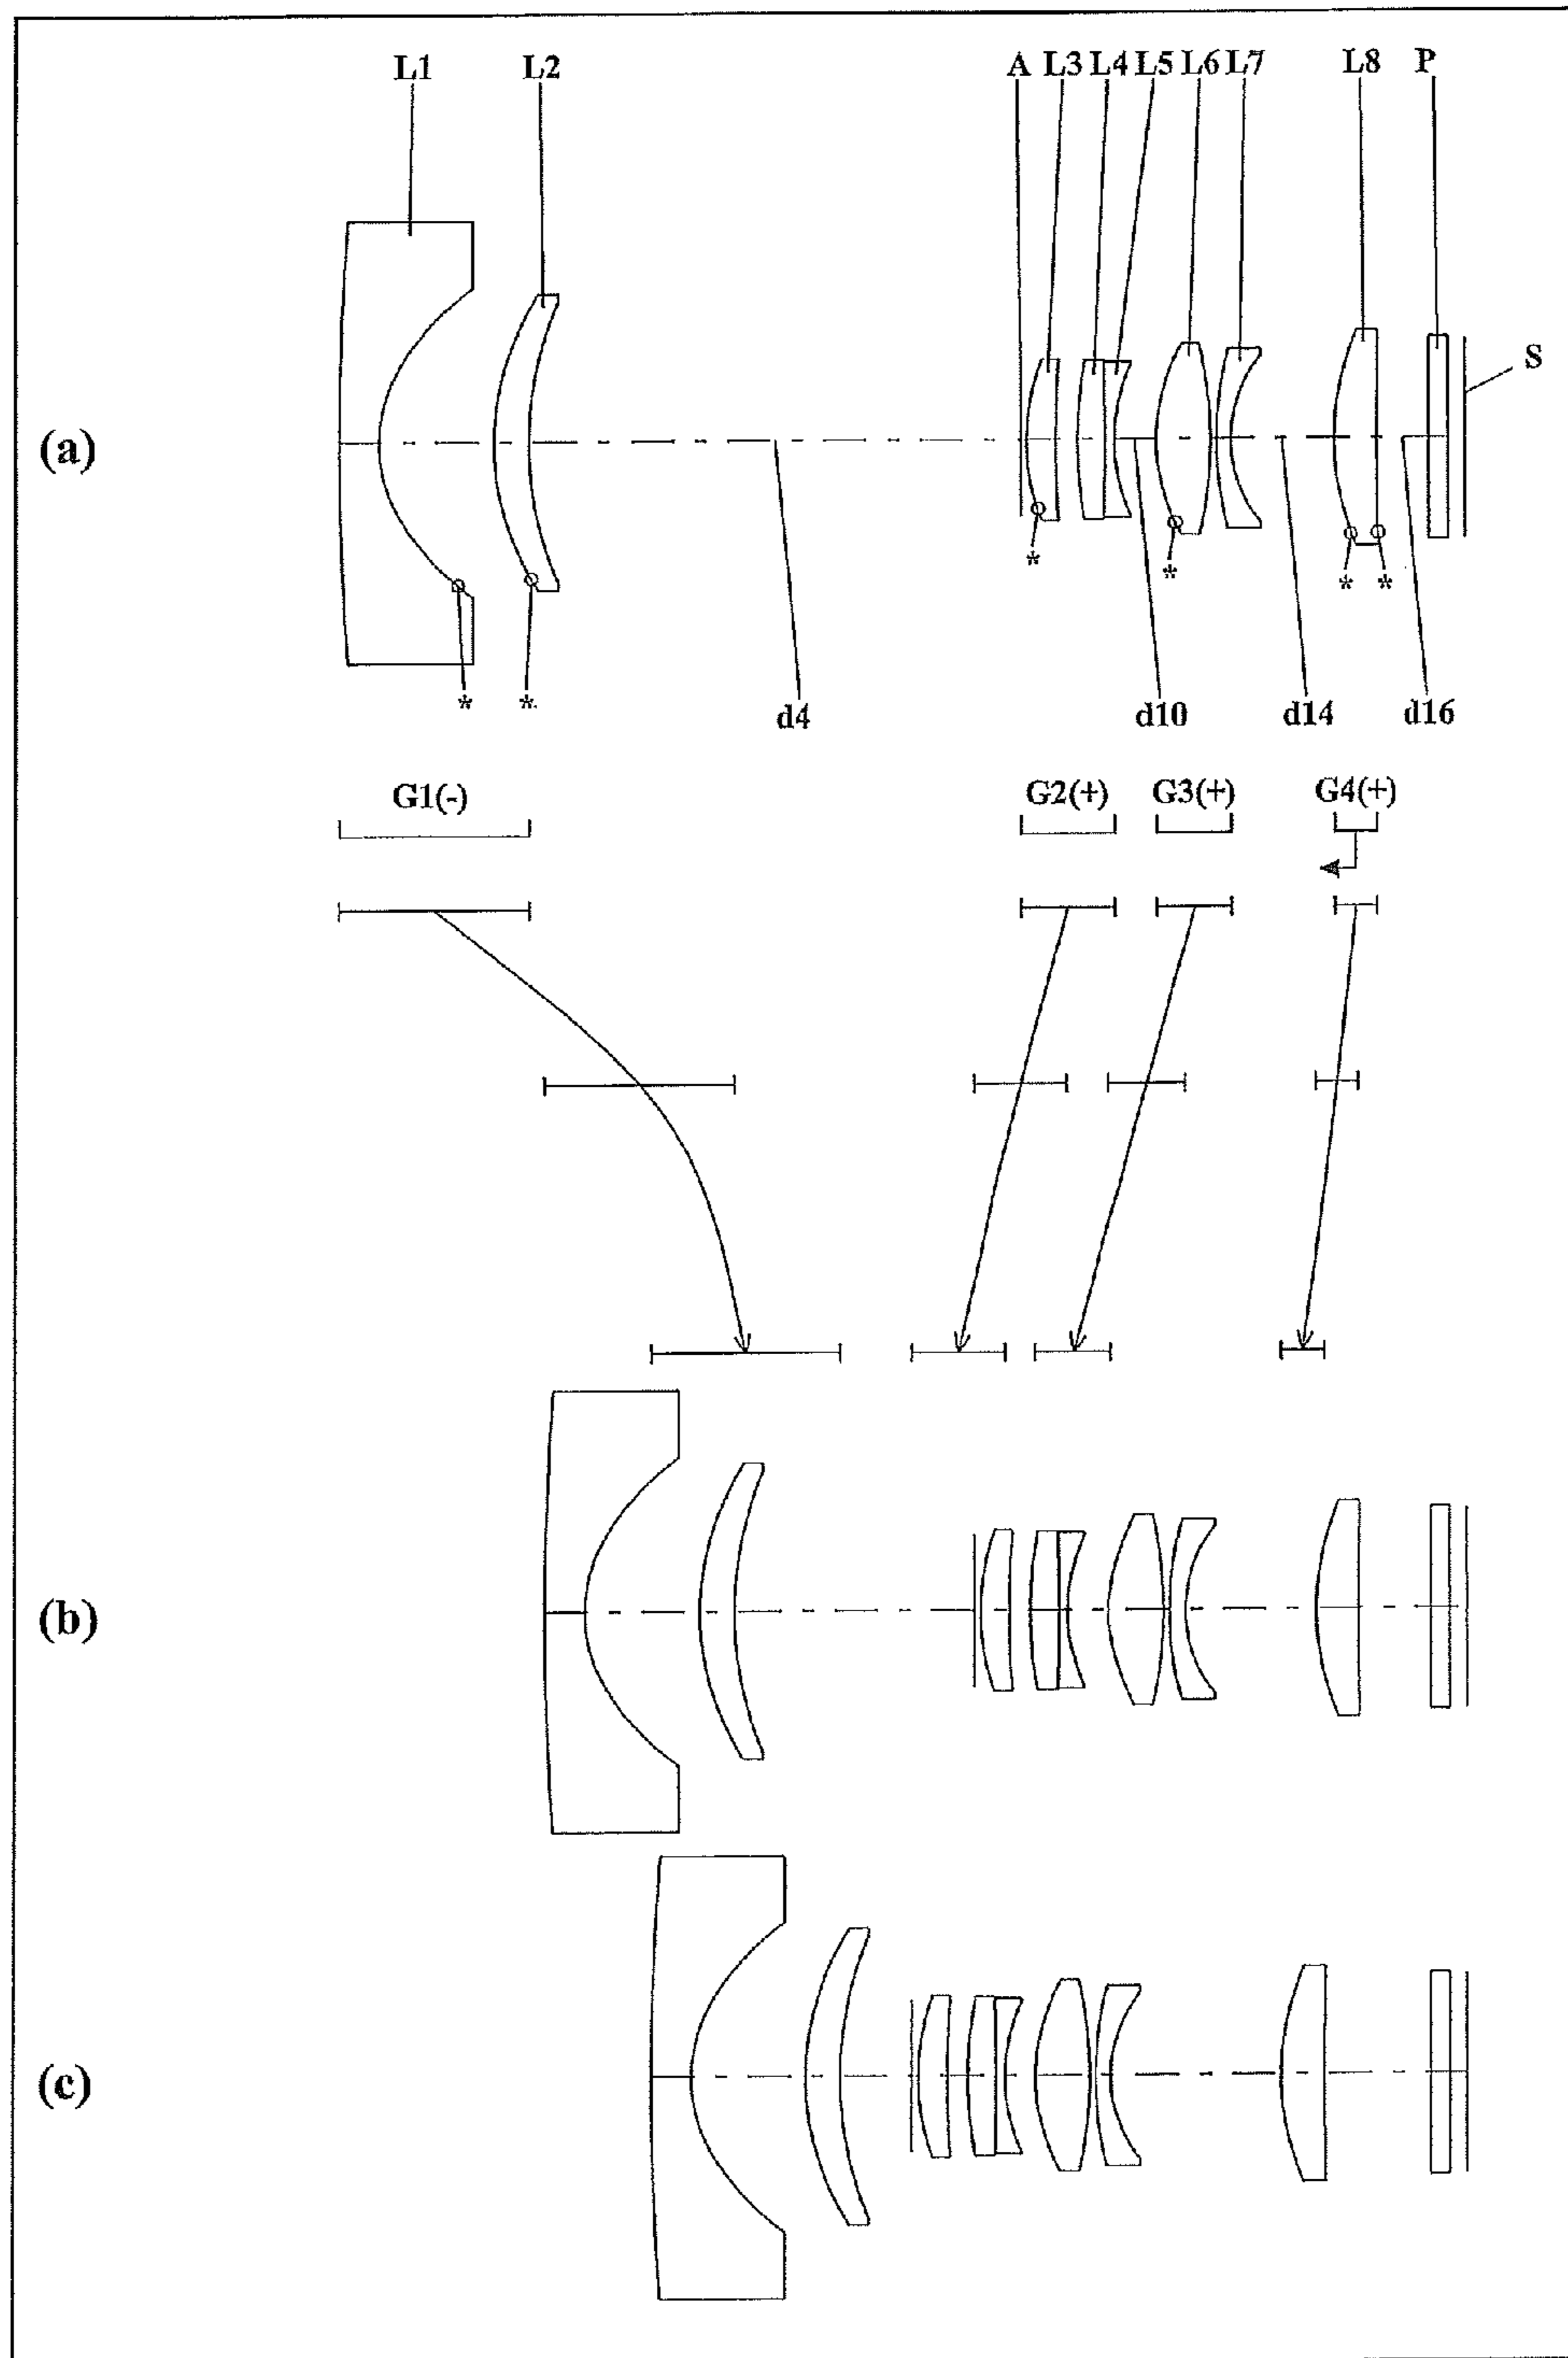 L1 L2 A L3 L4 L5 L6 L7 L8 P
S
(a)
* *
* * * *
d4 d10 d14 d16
G1(-) G2(+) G3(+) G4(+)
(b)
(c)